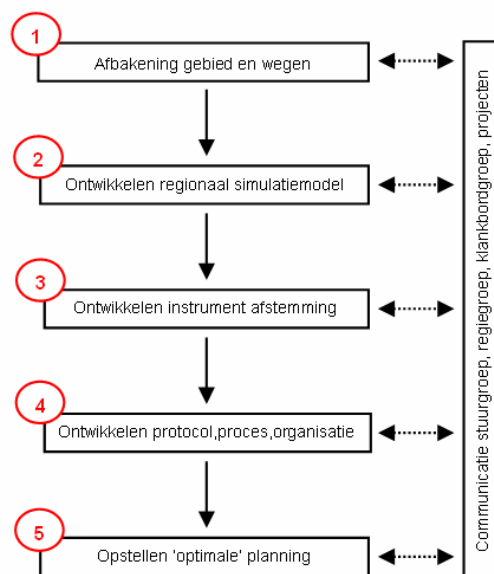 1
Afbakening gebied en wegen
2
Ontwikkelen regionaal simulatiemodel
3
Ontwikkelen instrument afstemming
4
Ontwikkelen protocol,proces,organisatie
5
Opstellen 'optimale' planning
Communicatie stuurgroep, regiegroep, klankbordgroep, projecten